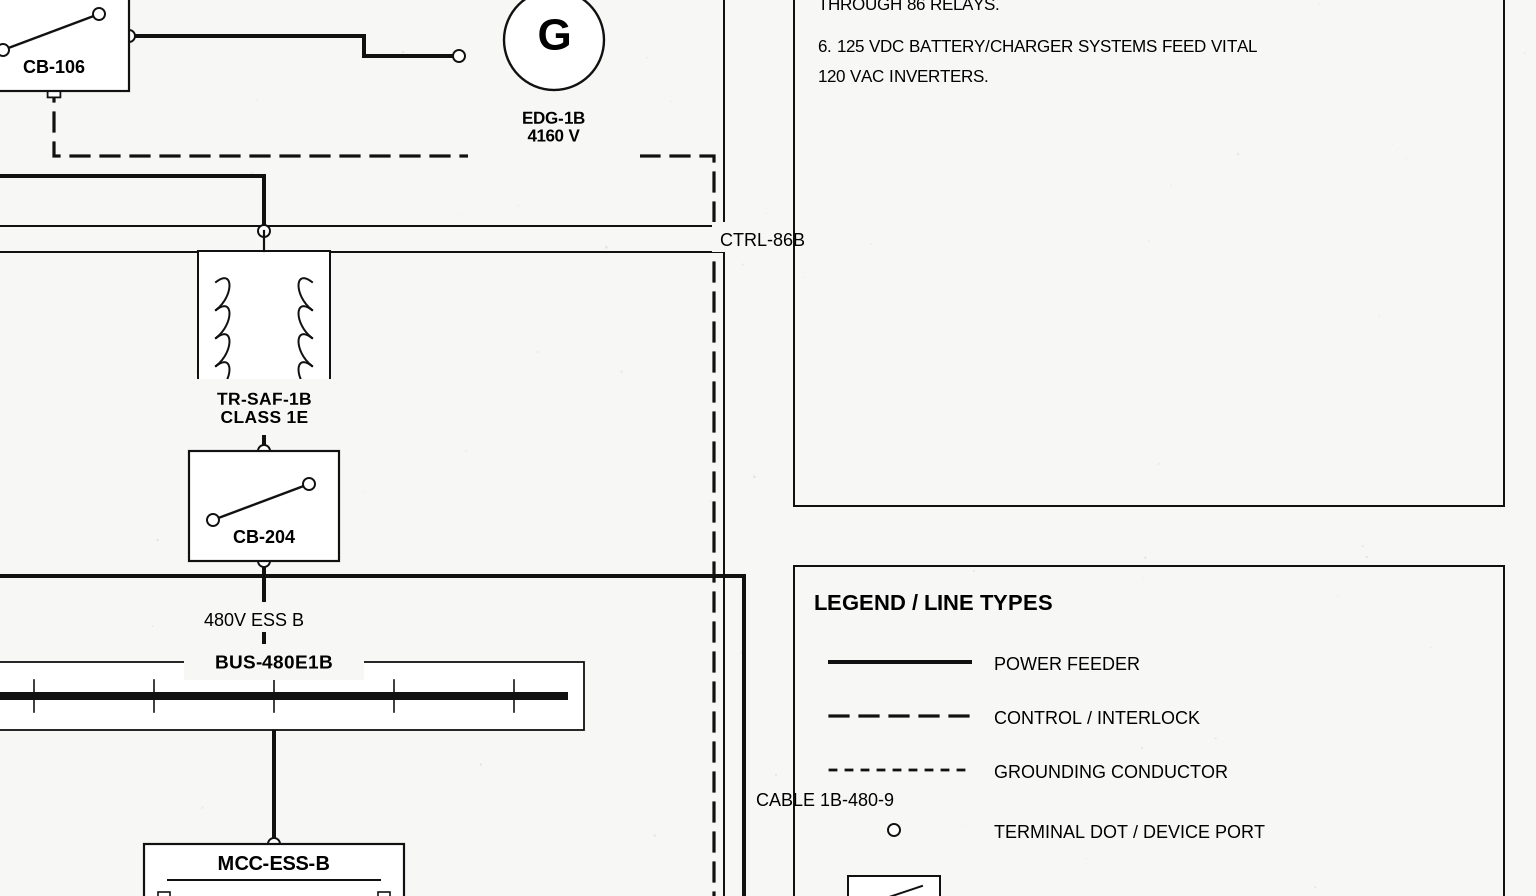 THROUGH 86 RELAYS.
6. 125 VDC BATTERY/CHARGER SYSTEMS FEED VITAL
120 VAC INVERTERS.
G
CB-106
EDG-1B
4160 V
CTRL-86B
TR-SAF-1B
CLASS 1E
CB-204
480V ESS B
BUS-480E1B
MCC-ESS-B
CABLE 1B-480-9
LEGEND / LINE TYPES
POWER FEEDER
CONTROL / INTERLOCK
GROUNDING CONDUCTOR
TERMINAL DOT / DEVICE PORT